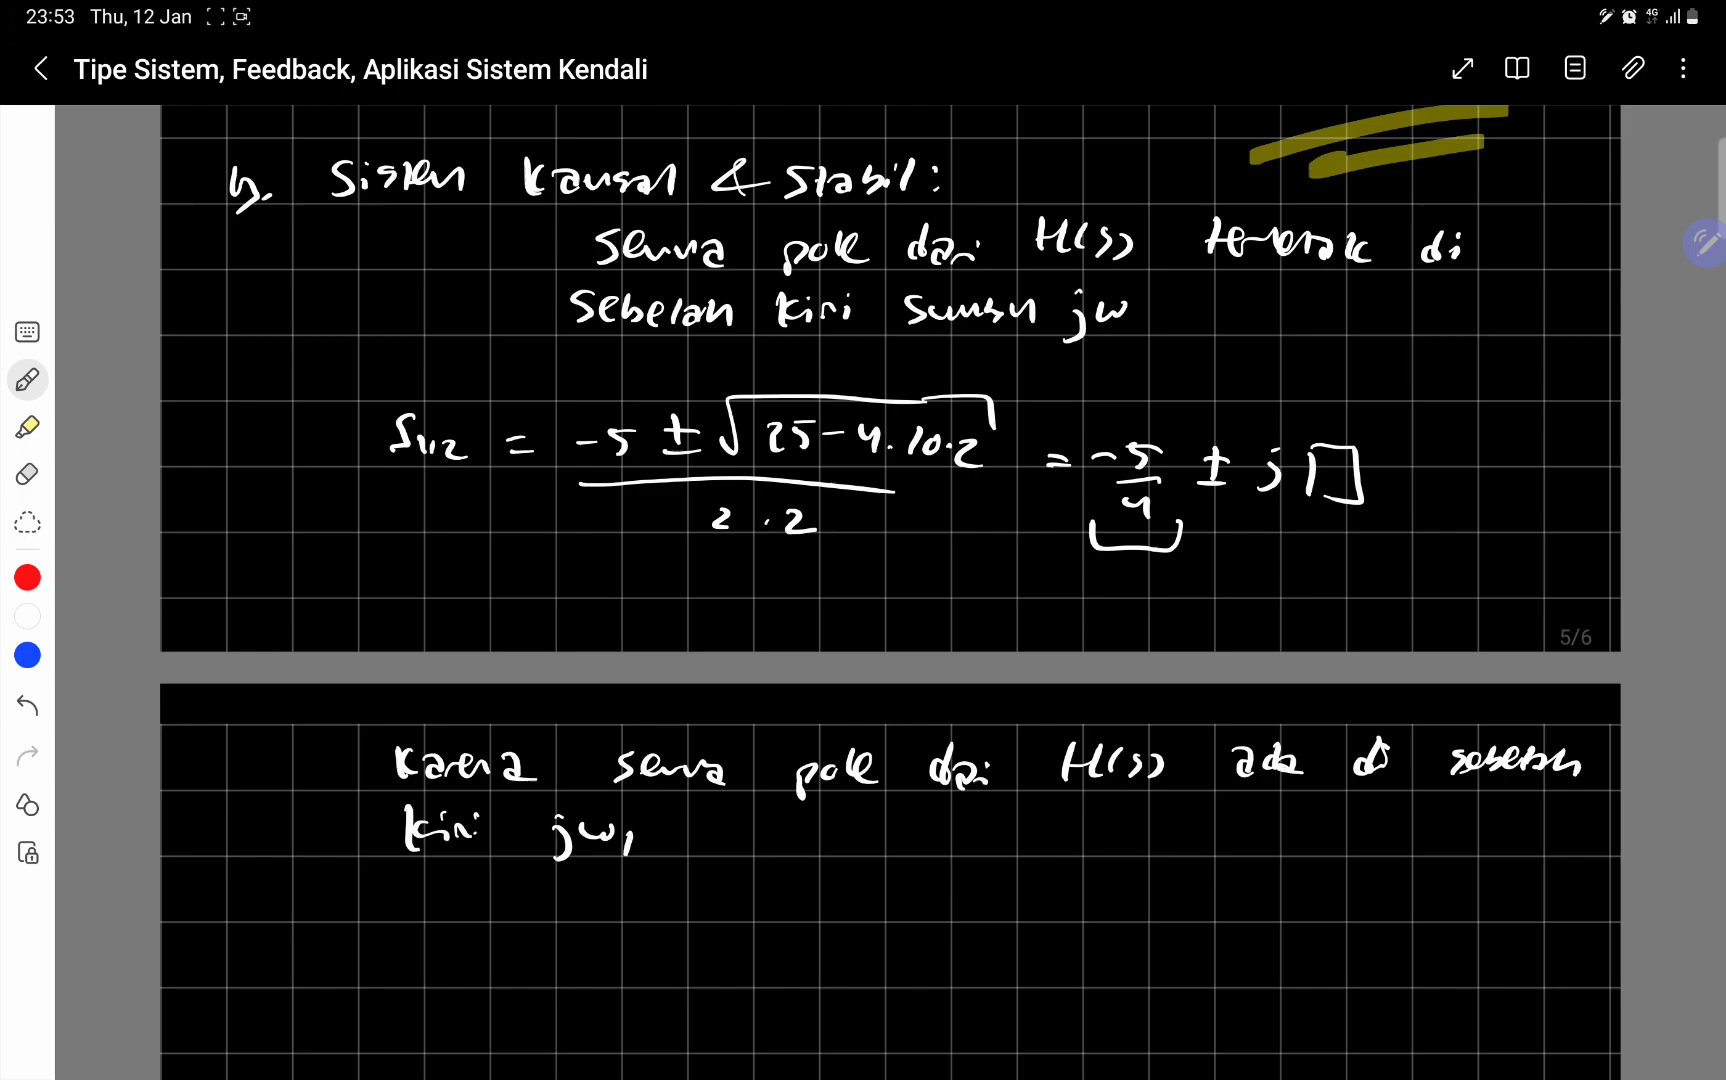 23:53 Thu, 12 Jan 4G
Tipe Sistem, Feedback, Aplikasi Sistem Kendali
b. Sistem Kausal & Stabil:
Semua pole dari H(s) terletak di
sebelah kiri sumbu jw
S1,2 = (-5 ± √(25-4.10.2)) / (2.2) = -5/4 ± j □
5/6
Karena semua pole dari H(s) ada di sebelah
kiri jw,